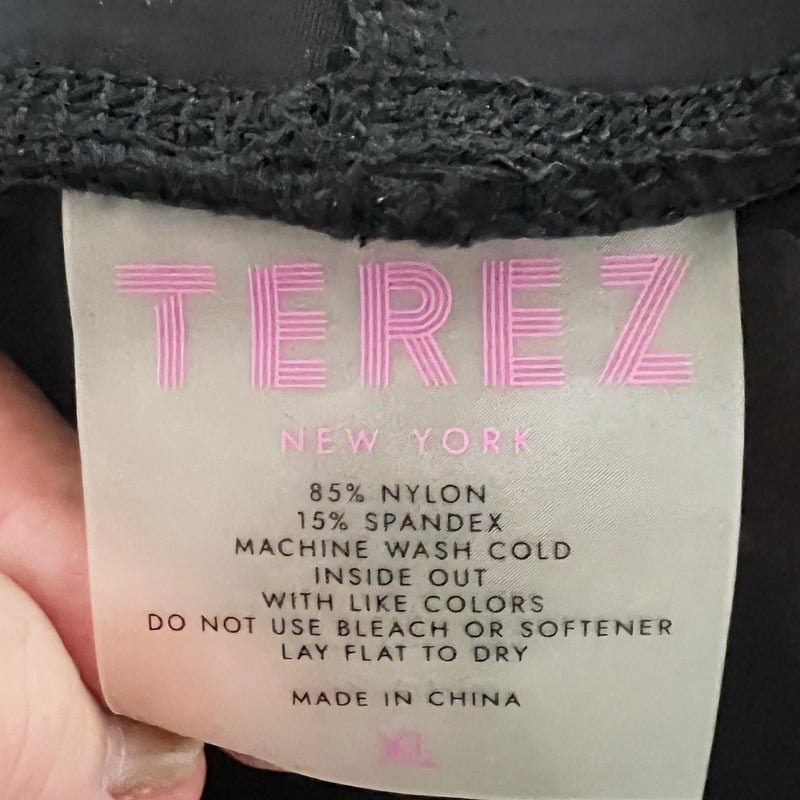 TEREZ
NEW YORK
85% NYLON
15% SPANDEX
MACHINE WASH COLD
INSIDE OUT
WITH LIKE COLORS
DO NOT USE BLEACH OR SOFTENER
LAY FLAT TO DRY
MADE IN CHINA
XL